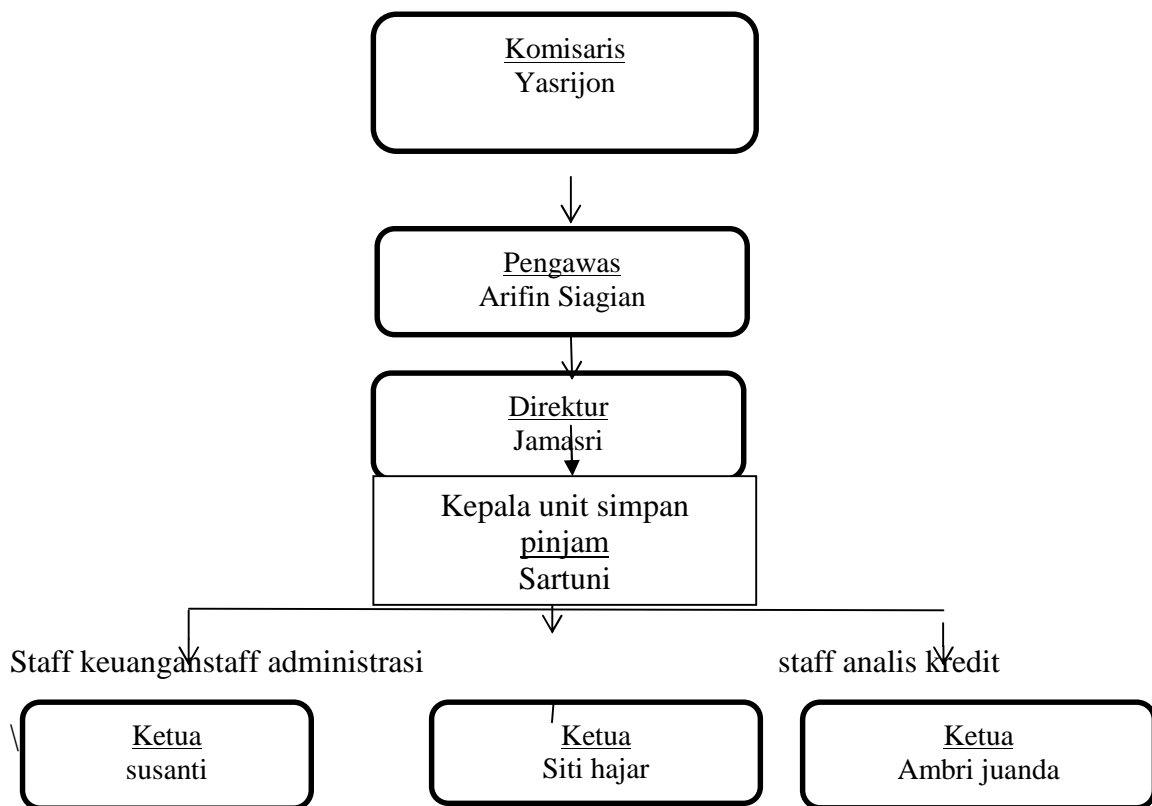 Komisaris
Yasrijon
Pengawas
Arifin Siagian
Direktur
Jamasri
Kepala unit simpan
pinjam
Sartuni
Staff keuanganstaff administrasi
staff analis kredit
\
Ketua
susanti
Ketua
Siti hajar
Ketua
Ambri juanda